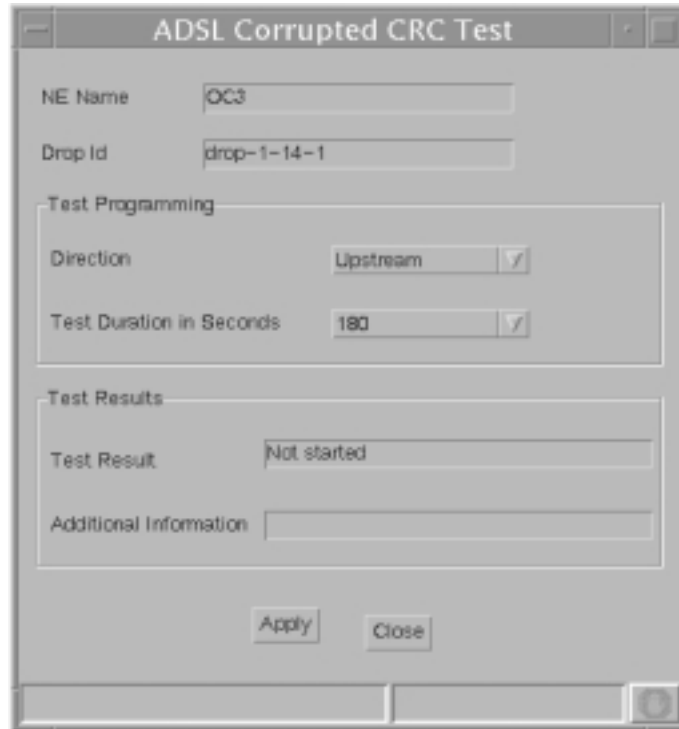 ADSL Corrupted CRC Test
NE Name OC3
Drop Id drop-1-14-1
Test Programming
Direction Upstream
Test Duration in Seconds 180
Test Results
Test Result Not started
Additional Information
Apply Close